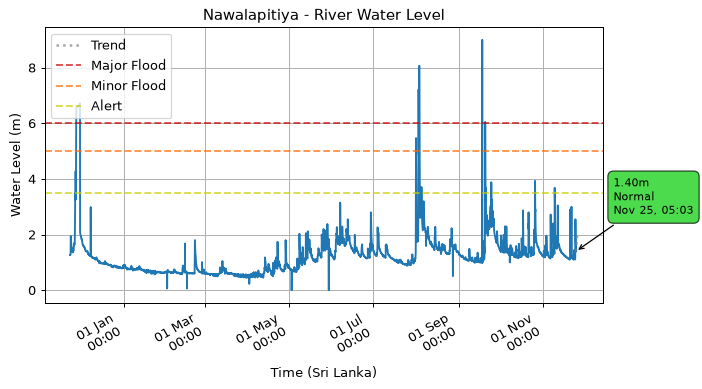 Nawalapitiya - River Water Level
Trend
Major Flood
Minor Flood
Alert
Water Level (m)
8
6
4
2
0
1.40m
Normal
Nov 25, 05:03
01 Jan
00:00
01 Mar
00:00
01 May
00:00
01 Jul
00:00
01 Sep
00:00
01 Nov
00:00
Time (Sri Lanka)